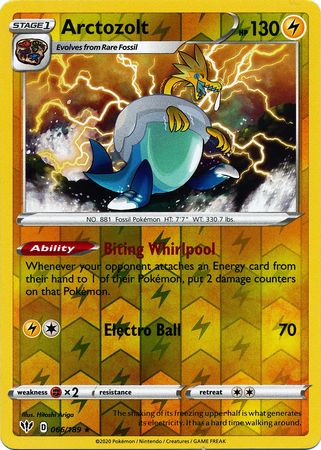 STAGE 1
Arctozolt
HP 130
Evolves from Rare Fossil
NO. 881 Fossil Pokémon HT: 7'7" WT: 330.7 lbs.
Ability Biting Whirlpool
Whenever your opponent attaches an Energy card from
their hand to 1 of their Pokémon, put 2 damage counters
on that Pokémon.
Electro Ball 70
weakness ×2 resistance retreat
Illus. Hitoshi Ariga
D 066/189 ★
The shaking of its freezing upper half is what generates
its electricity. It has a hard time walking around.
©2020 Pokémon / Nintendo / Creatures / GAME FREAK